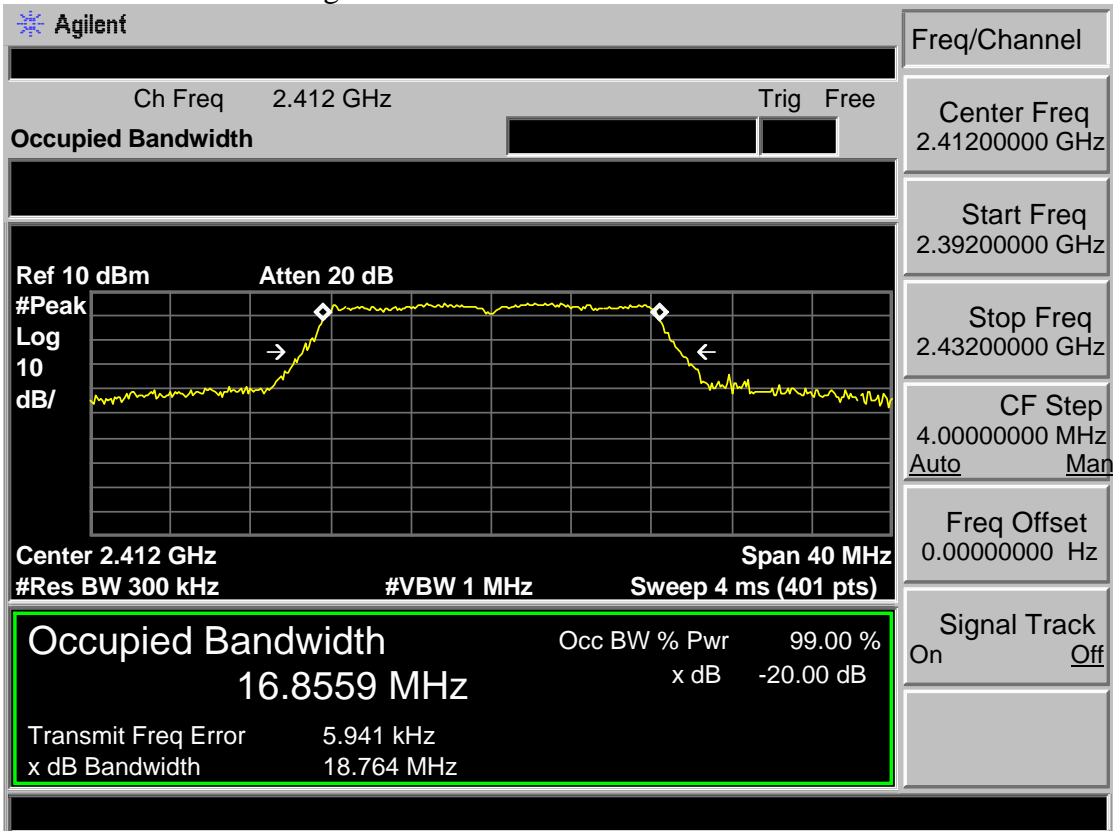 Agilent
Freq/Channel
Ch Freq 2.412 GHz Trig Free
Occupied Bandwidth
Center Freq
2.41200000 GHz
Start Freq
2.39200000 GHz
Ref 10 dBm Atten 20 dB
#Peak
Log
10
dB/
Stop Freq
2.43200000 GHz
CF Step
4.00000000 MHz
Auto Man
Center 2.412 GHz Span 40 MHz
#Res BW 300 kHz #VBW 1 MHz Sweep 4 ms (401 pts)
Freq Offset
0.00000000 Hz
Occupied Bandwidth Occ BW % Pwr 99.00 %
16.8559 MHz x dB -20.00 dB
Transmit Freq Error 5.941 kHz
x dB Bandwidth 18.764 MHz
Signal Track
On Off